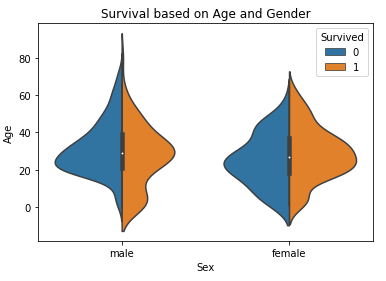 Survival based on Age and Gender
Survived
0
1
Age
80
60
40
20
0
male
female
Sex